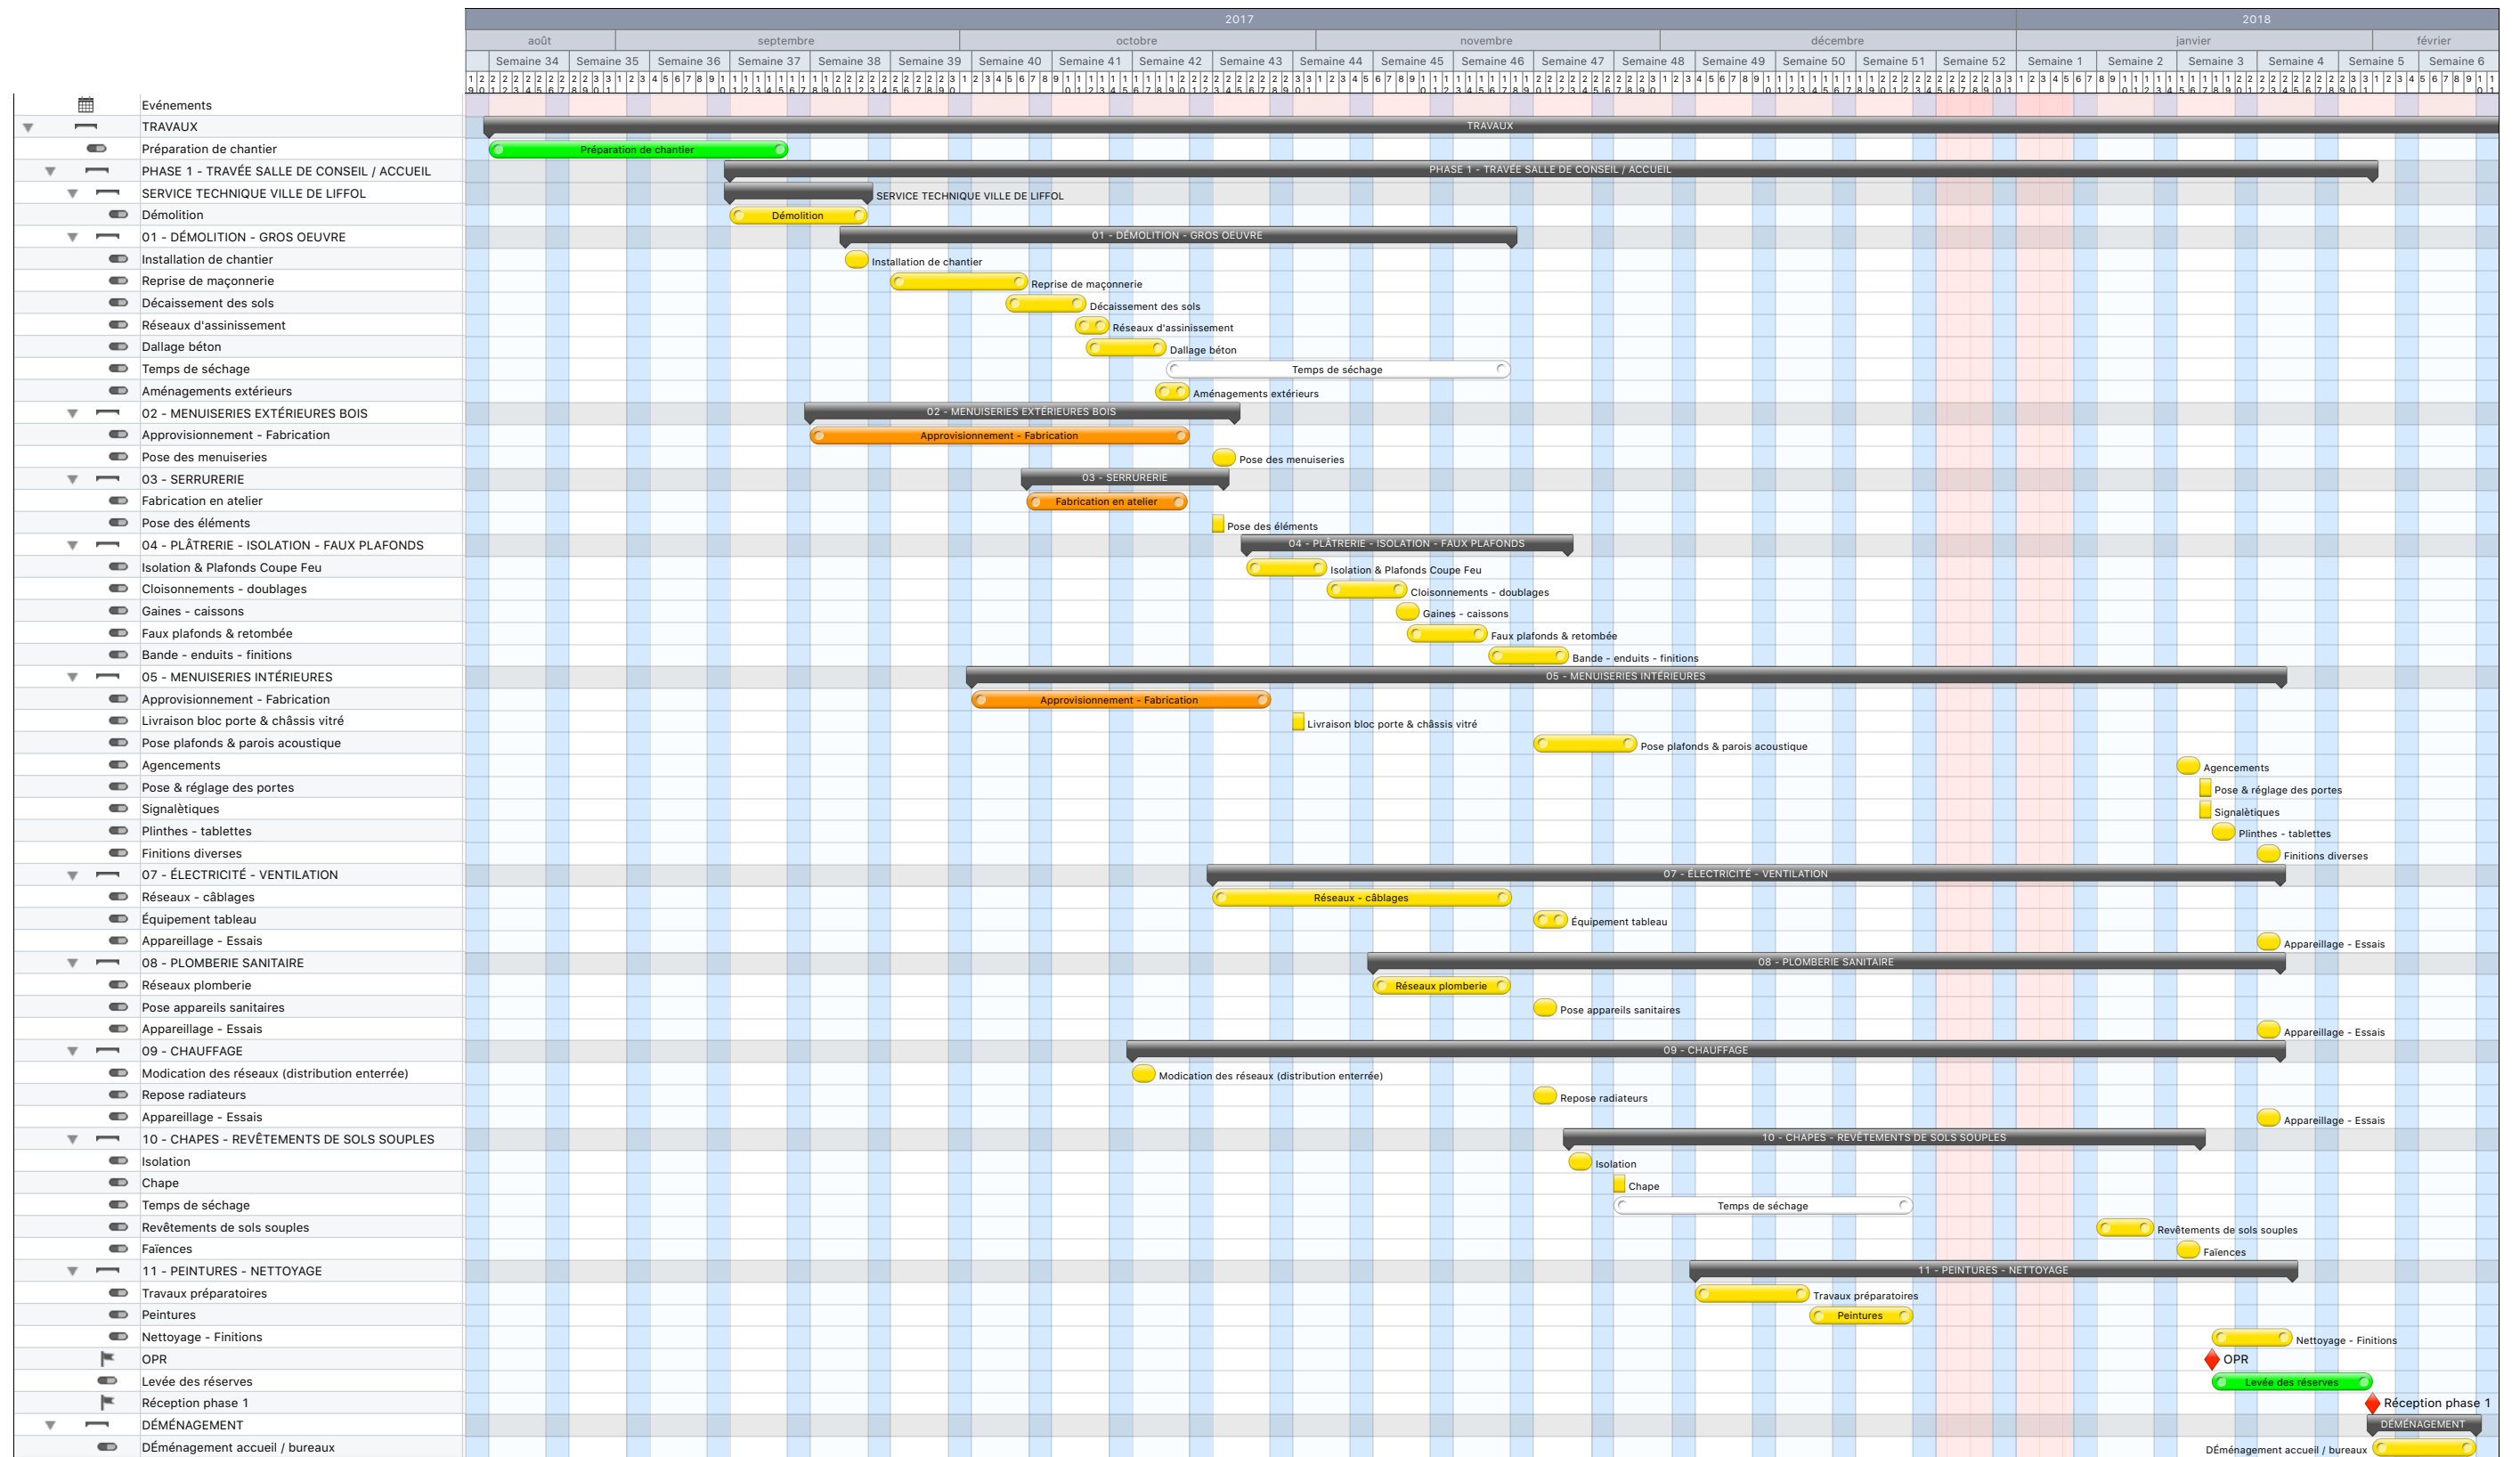 2017 2018
août septembre octobre novembre décembre janvier février
Semaine 34 Semaine 35 Semaine 36 Semaine 37 Semaine 38 Semaine 39 Semaine 40 Semaine 41 Semaine 42 Semaine 43 Semaine 44 Semaine 45 Semaine 46 Semaine 47 Semaine 48 Semaine 49 Semaine 50 Semaine 51 Semaine 52 Semaine 1 Semaine 2 Semaine 3 Semaine 4 Semaine 5 Semaine 6
Evénements
TRAVAUX TRAVAUX
Préparation de chantier Préparation de chantier
PHASE 1 - TRAVÉE SALLE DE CONSEIL / ACCUEIL PHASE 1 - TRAVÉE SALLE DE CONSEIL / ACCUEIL
SERVICE TECHNIQUE VILLE DE LIFFOL SERVICE TECHNIQUE VILLE DE LIFFOL
Démolition Démolition
01 - DÉMOLITION - GROS OEUVRE 01 - DÉMOLITION - GROS OEUVRE
Installation de chantier Installation de chantier
Reprise de maçonnerie Reprise de maçonnerie
Décaissement des sols Décaissement des sols
Réseaux d'assinissement Réseaux d'assinissement
Dallage béton Dallage béton
Temps de séchage Temps de séchage
Aménagements extérieurs Aménagements extérieurs
02 - MENUISERIES EXTÉRIEURES BOIS 02 - MENUISERIES EXTÉRIEURES BOIS
Approvisionnement - Fabrication Approvisionnement - Fabrication
Pose des menuiseries Pose des menuiseries
03 - SERRURERIE 03 - SERRURERIE
Fabrication en atelier Fabrication en atelier
Pose des éléments Pose des éléments
04 - PLÂTRERIE - ISOLATION - FAUX PLAFONDS 04 - PLÂTRERIE - ISOLATION - FAUX PLAFONDS
Isolation & Plafonds Coupe Feu Isolation & Plafonds Coupe Feu
Cloisonnements - doublages Cloisonnements - doublages
Gaines - caissons Gaines - caissons
Faux plafonds & retombée Faux plafonds & retombée
Bande - enduits - finitions Bande - enduits - finitions
05 - MENUISERIES INTÉRIEURES 05 - MENUISERIES INTÉRIEURES
Approvisionnement - Fabrication Approvisionnement - Fabrication
Livraison bloc porte & châssis vitré Livraison bloc porte & châssis vitré
Pose plafonds & parois acoustique Pose plafonds & parois acoustique
Agencements Agencements
Pose & réglage des portes Pose & réglage des portes
Signalètiques Signalètiques
Plinthes - tablettes Plinthes - tablettes
Finitions diverses Finitions diverses
07 - ÉLECTRICITÉ - VENTILATION 07 - ÉLECTRICITÉ - VENTILATION
Réseaux - câblages Réseaux - câblages
Équipement tableau Équipement tableau
Appareillage - Essais Appareillage - Essais
08 - PLOMBERIE SANITAIRE 08 - PLOMBERIE SANITAIRE
Réseaux plomberie Réseaux plomberie
Pose appareils sanitaires Pose appareils sanitaires
Appareillage - Essais Appareillage - Essais
09 - CHAUFFAGE 09 - CHAUFFAGE
Modication des réseaux (distribution enterrée) Modication des réseaux (distribution enterrée)
Repose radiateurs Repose radiateurs
Appareillage - Essais Appareillage - Essais
10 - CHAPES - REVÊTEMENTS DE SOLS SOUPLES 10 - CHAPES - REVÊTEMENTS DE SOLS SOUPLES
Isolation Isolation
Chape Chape
Temps de séchage Temps de séchage
Revêtements de sols souples Revêtements de sols souples
Faïences Faïences
11 - PEINTURES - NETTOYAGE 11 - PEINTURES - NETTOYAGE
Travaux préparatoires Travaux préparatoires
Peintures Peintures
Nettoyage - Finitions Nettoyage - Finitions
OPR OPR
Levée des réserves Levée des réserves
Réception phase 1 Réception phase 1
DÉMÉNAGEMENT DÉMÉNAGEMENT
DÉménagement accueil / bureaux DÉménagement accueil / bureaux